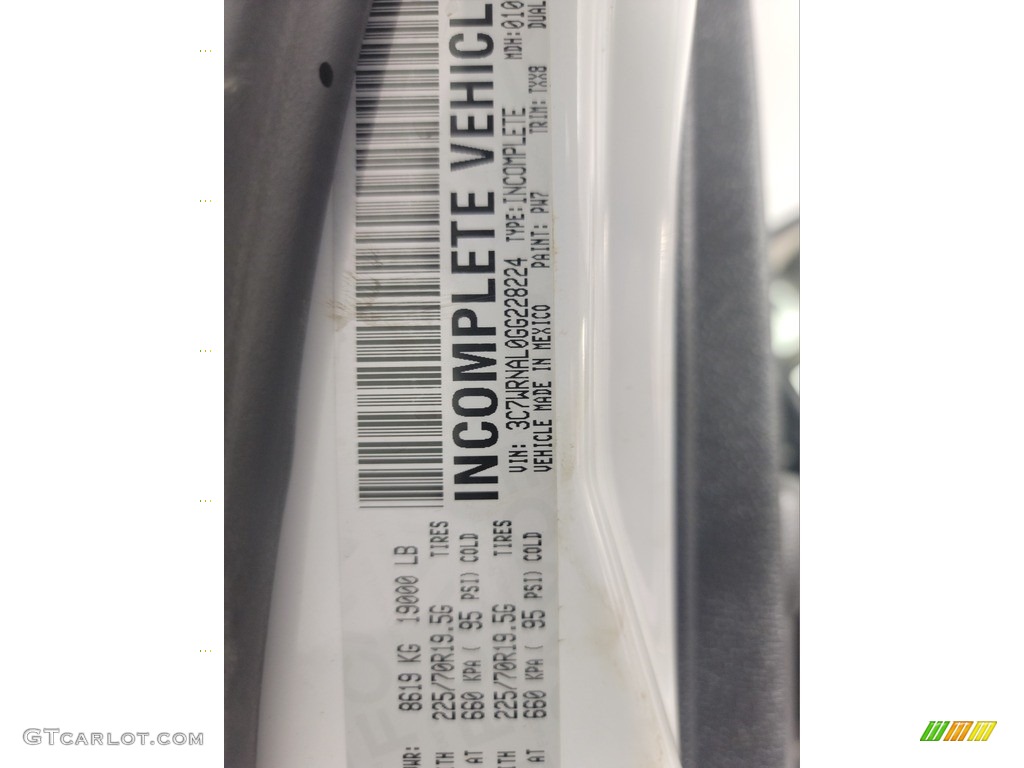 8619 KG 19000 LB
225/70R19.5G TIRES
660 KPA ( 95 PSI) COLD
225/70R19.5G TIRES
660 KPA ( 95 PSI) COLD
INCOMPLETE VEHICL
VIN: 3C7WRNAL0GG228224 TYPE:INCOMPLETE MDH:010
VEHICLE MADE IN MEXICO PAINT: PW7 TRIM: TXX8 DUAL
GTCarLot.com